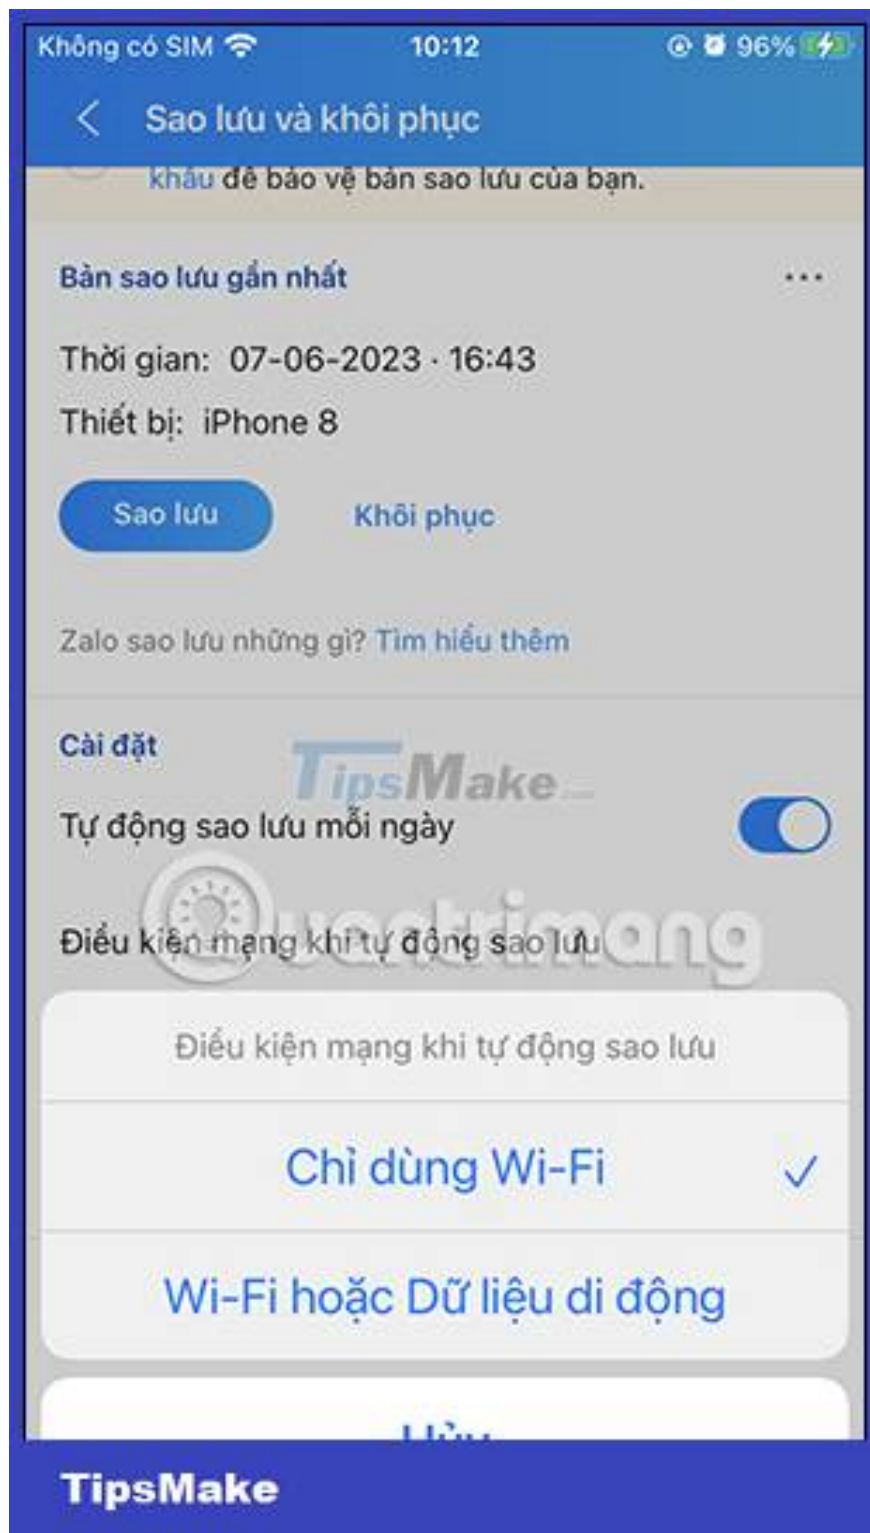 Không có SIM 10:12 96%
Sao lưu và khôi phục
khẩu để bảo vệ bản sao lưu của bạn.
Bản sao lưu gần nhất ...
Thời gian: 07-06-2023 · 16:43
Thiết bị: iPhone 8
Sao lưu Khôi phục
Zalo sao lưu những gì? Tìm hiểu thêm
Cài đặt
TipsMake
Tự động sao lưu mỗi ngày
Quantrimang
Điều kiện mạng khi tự động sao lưu
Điều kiện mạng khi tự động sao lưu
Chỉ dùng Wi-Fi
Wi-Fi hoặc Dữ liệu di động
Hủy
TipsMake